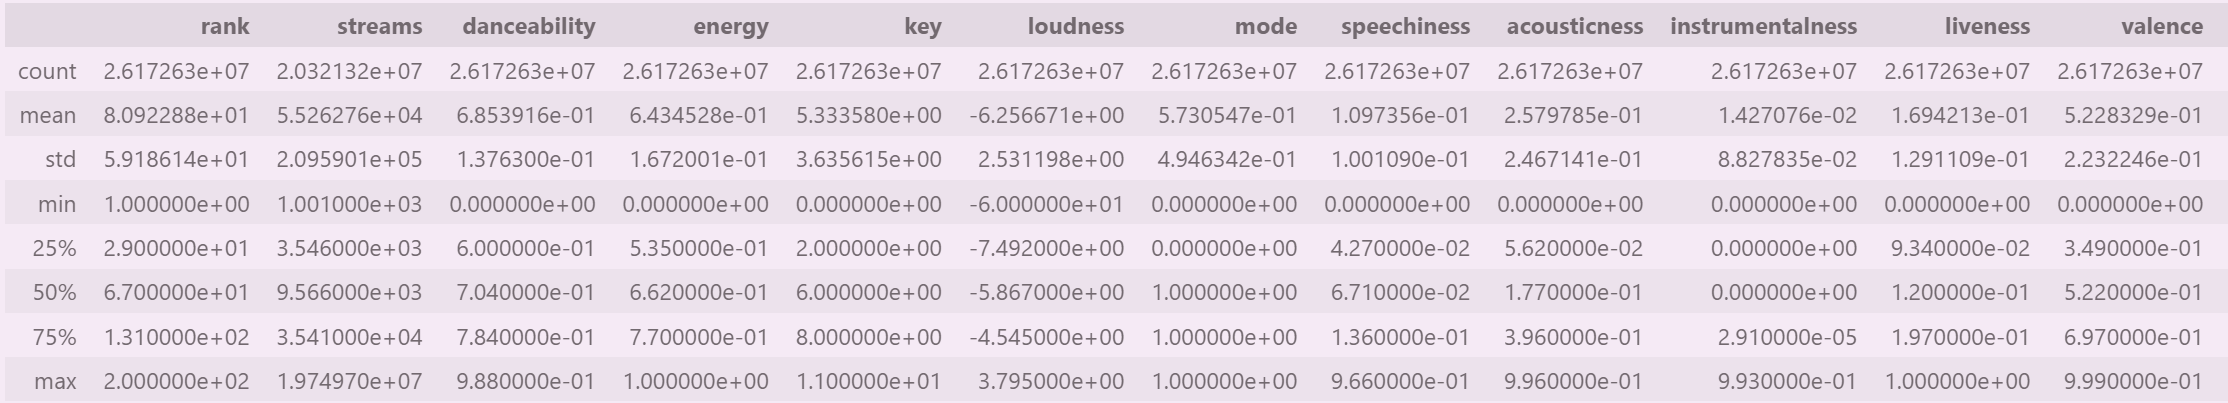 rank streams danceability energy key loudness mode speechiness acousticness instrumentalness liveness valence
count 2.617263e+07 2.032132e+07 2.617263e+07 2.617263e+07 2.617263e+07 2.617263e+07 2.617263e+07 2.617263e+07 2.617263e+07 2.617263e+07 2.617263e+07 2.617263e+07
mean 8.092288e+01 5.526276e+04 6.853916e-01 6.434528e-01 5.333580e+00 -6.256671e+00 5.730547e-01 1.097356e-01 2.579785e-01 1.427076e-02 1.694213e-01 5.228329e-01
std 5.918614e+01 2.095901e+05 1.376300e-01 1.672001e-01 3.635615e+00 2.531198e+00 4.946342e-01 1.001090e-01 2.467141e-01 8.827835e-02 1.291109e-01 2.232246e-01
min 1.000000e+00 1.001000e+03 0.000000e+00 0.000000e+00 0.000000e+00 -6.000000e+01 0.000000e+00 0.000000e+00 0.000000e+00 0.000000e+00 0.000000e+00 0.000000e+00
25% 2.900000e+01 3.546000e+03 6.000000e-01 5.350000e-01 2.000000e+00 -7.492000e+00 0.000000e+00 4.270000e-02 5.620000e-02 0.000000e+00 9.340000e-02 3.490000e-01
50% 6.700000e+01 9.566000e+03 7.040000e-01 6.620000e-01 6.000000e+00 -5.867000e+00 1.000000e+00 6.710000e-02 1.770000e-01 0.000000e+00 1.200000e-01 5.220000e-01
75% 1.310000e+02 3.541000e+04 7.840000e-01 7.700000e-01 8.000000e+00 -4.545000e+00 1.000000e+00 1.360000e-01 3.960000e-01 2.910000e-05 1.970000e-01 6.970000e-01
max 2.000000e+02 1.974970e+07 9.880000e-01 1.000000e+00 1.100000e+01 3.795000e+00 1.000000e+00 9.660000e-01 9.960000e-01 9.930000e-01 1.000000e+00 9.990000e-01